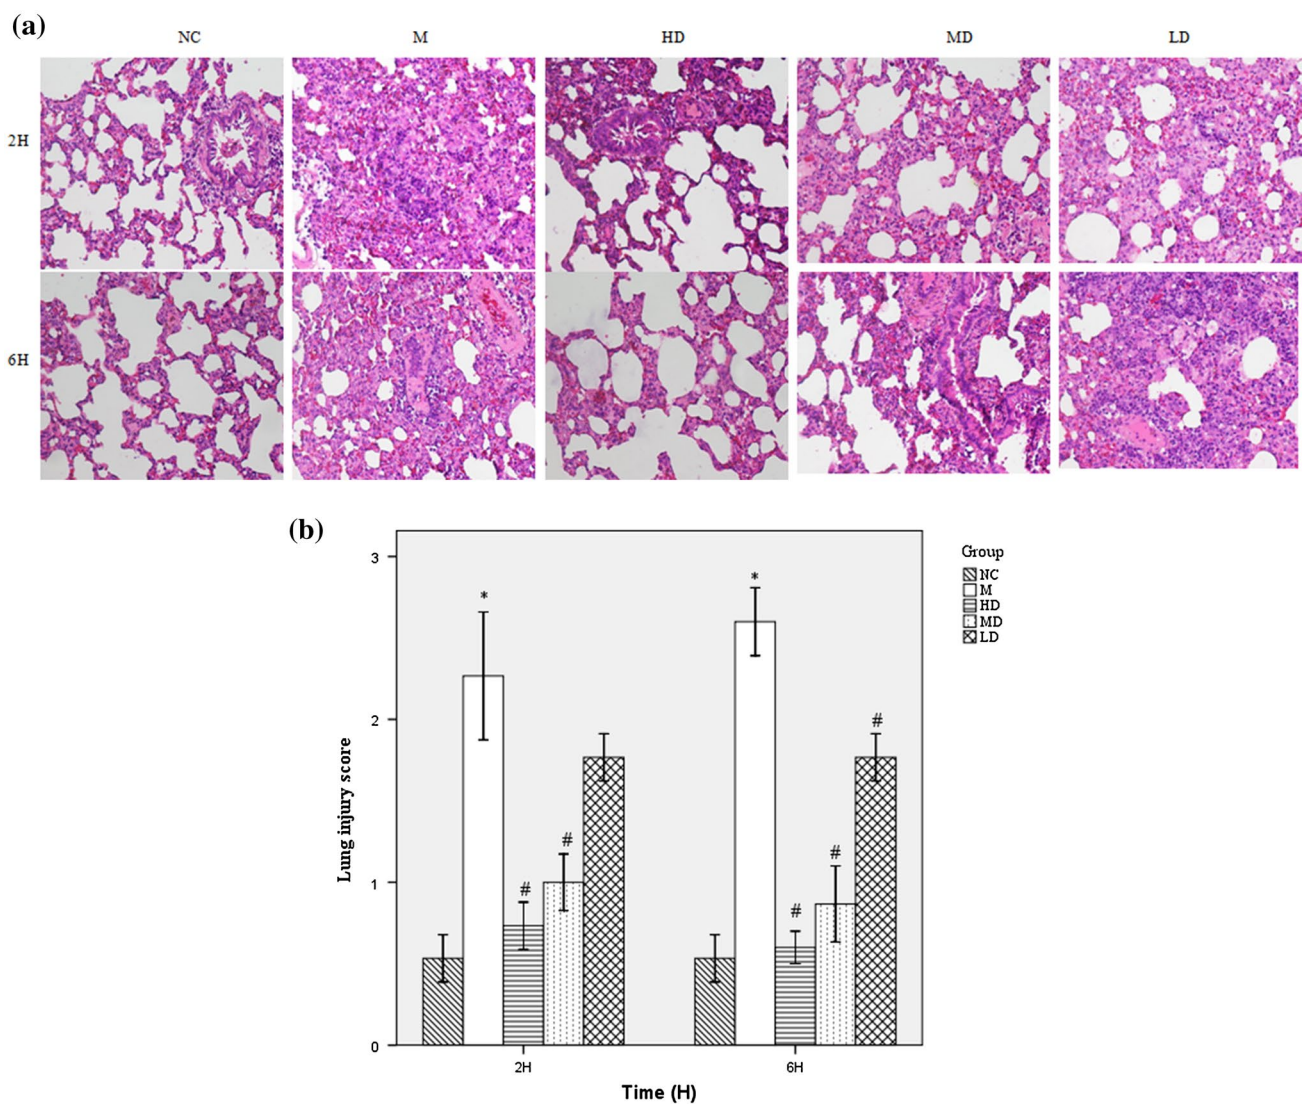 (a)
NC M HD MD LD
2H
6H
(b)
3
2
1
0
Lung injury score
* # #
* # # #
2H 6H
Time (H)
Group
NC
M
HD
MD
LD